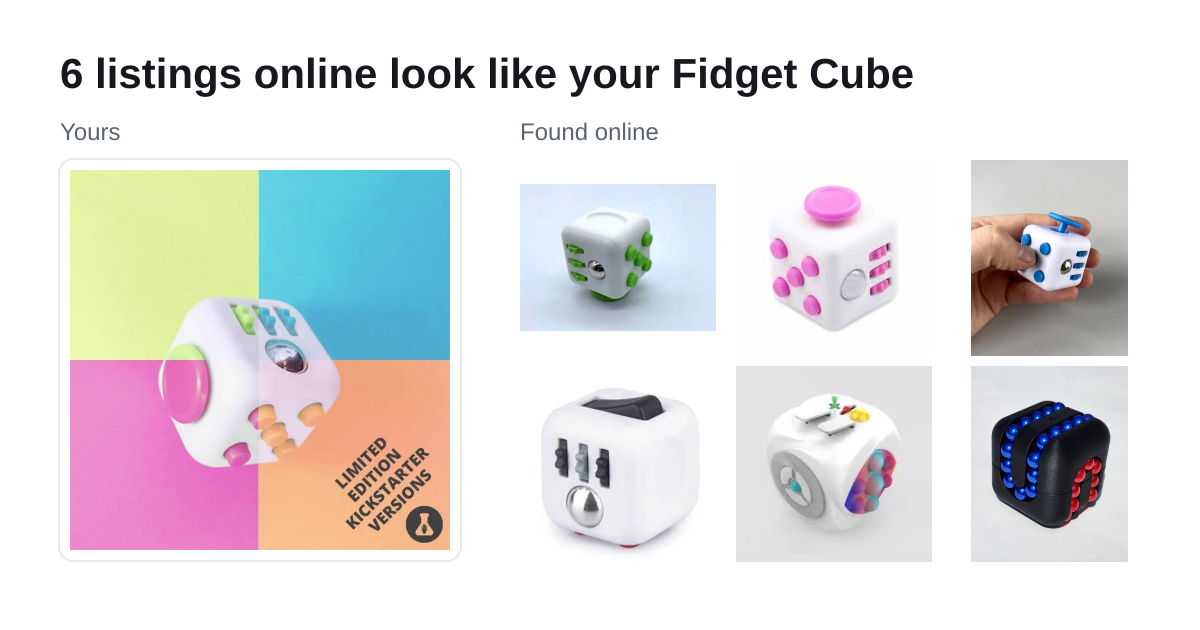 6 listings online look like your Fidget Cube
Yours
Found online
LIMITED
EDITION
KICKSTARTER
VERSIONS